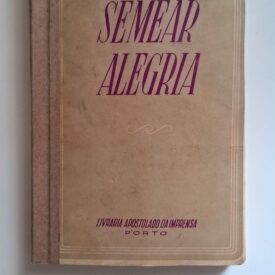 SEMEAR
ALEGRIA
LIVRARIA APOSTOLADO DA IMPRENSA
PORTO